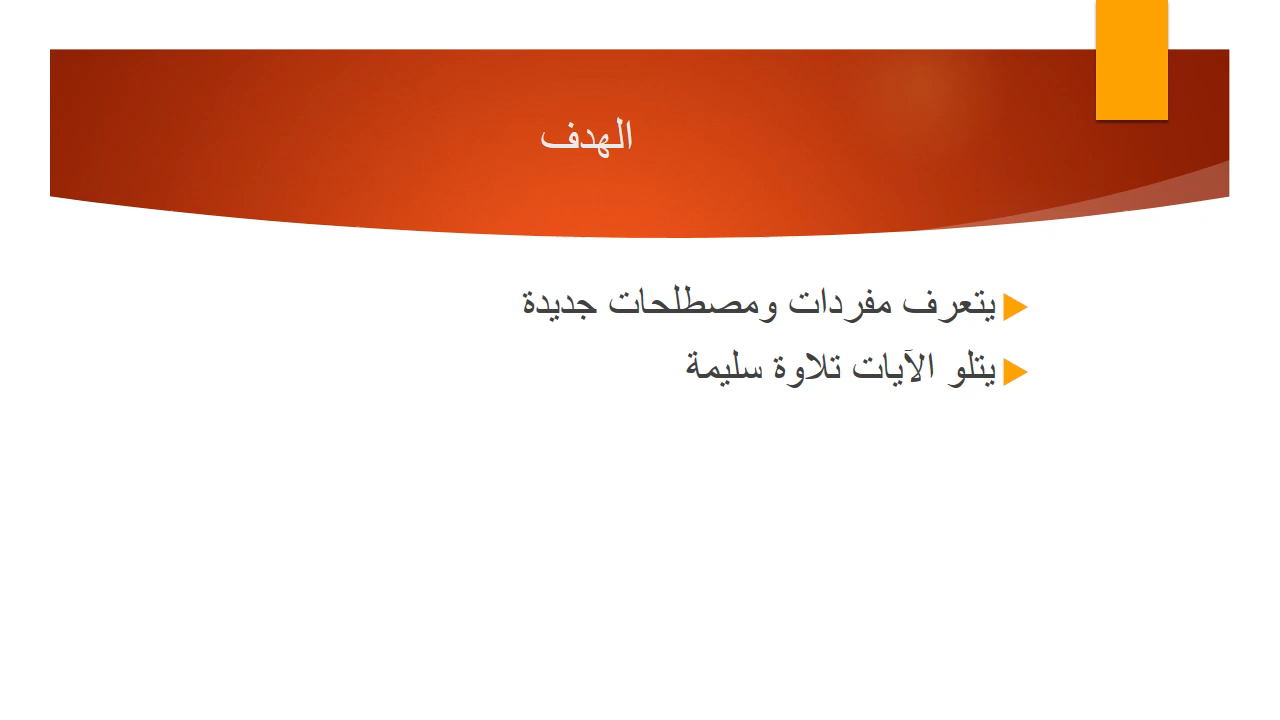 الهدف
يتعرف مفردات ومصطلحات جديدة
يتلو الآيات تلاوة سليمة